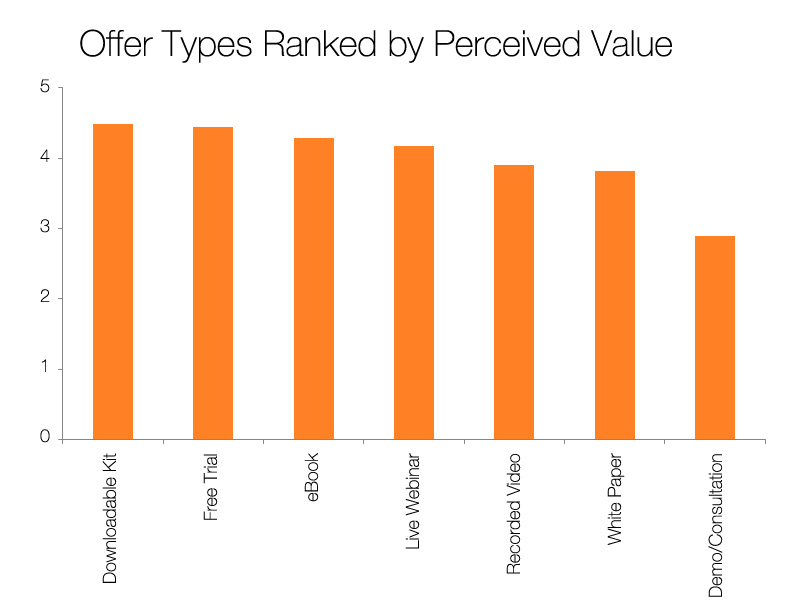 Offer Types Ranked by Perceived Value
5
4
3
2
1
0
Downloadable Kit
Free Trial
eBook
Live Webinar
Recorded Video
White Paper
Demo/Consultation